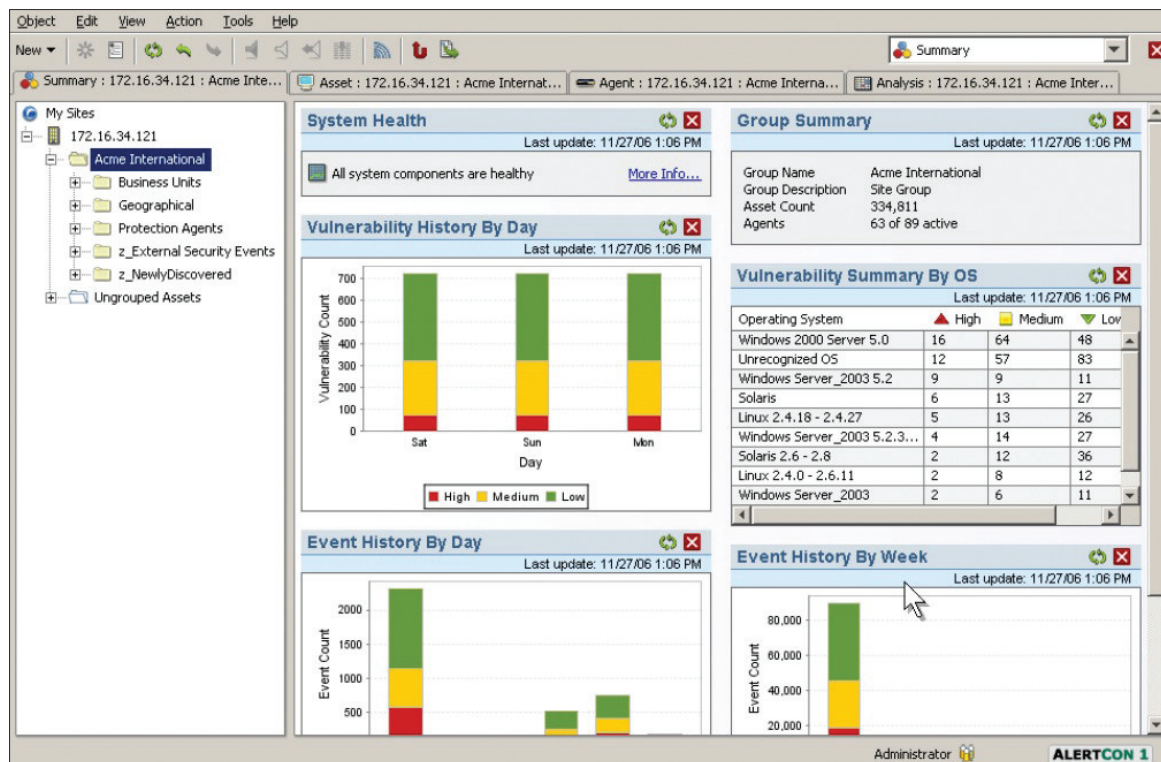 Object Edit View Action Tools Help
New
Summary
Summary : 172.16.34.121 : Acme Inte...
Asset : 172.16.34.121 : Acme Internat...
Agent : 172.16.34.121 : Acme Interna...
Analysis : 172.16.34.121 : Acme Inter...
My Sites
172.16.34.121
Acme International
Business Units
Geographical
Protection Agents
z_External Security Events
z_NewlyDiscovered
Ungrouped Assets
System Health
Last update: 11/27/06 1:06 PM
All system components are healthy More Info...
Vulnerability History By Day
Last update: 11/27/06 1:06 PM
Vulnerability Count
700
600
500
400
300
200
100
0
Sat Sun Mon
Day
High Medium Low
Event History By Day
Last update: 11/27/06 1:06 PM
Event Count
2000
1500
1000
500
Group Summary
Last update: 11/27/06 1:06 PM
Group Name Acme International
Group Description Site Group
Asset Count 334,811
Agents 63 of 89 active
Vulnerability Summary By OS
Last update: 11/27/06 1:06 PM
Operating System High Medium Low
Windows 2000 Server 5.0 16 64 48
Unrecognized OS 12 57 83
Windows Server_2003 5.2 9 9 11
Solaris 6 13 27
Linux 2.4.18 - 2.4.27 5 13 26
Windows Server_2003 5.2.3... 4 14 27
Solaris 2.6 - 2.8 2 12 36
Linux 2.4.0 - 2.6.11 2 8 12
Windows Server_2003 2 6 11
Event History By Week
Last update: 11/27/06 1:06 PM
Event Count
80,000
60,000
40,000
20,000
Administrator
ALERTCON 1